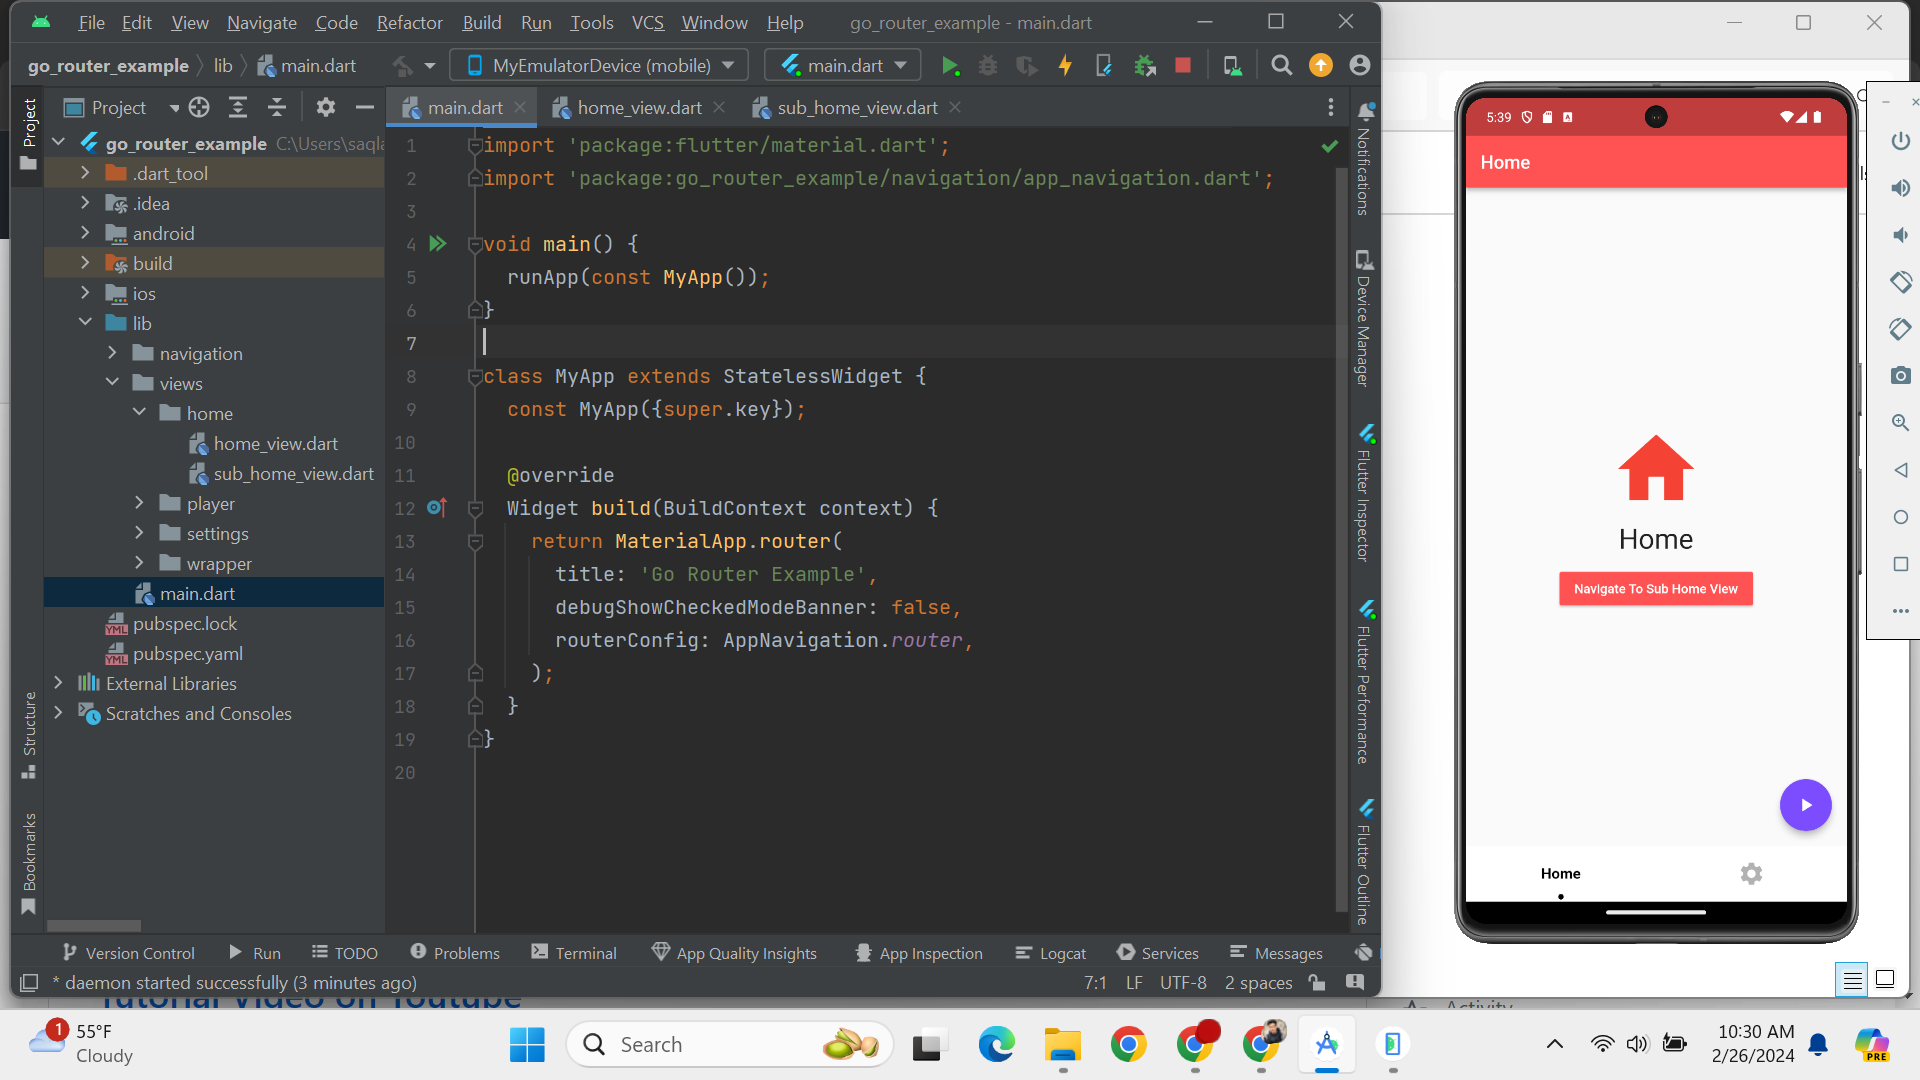 File Edit View Navigate Code Refactor Build Run Tools VCS Window Help go_router_example - main.dart
go_router_example lib main.dart MyEmulatorDevice (mobile) main.dart
Project main.dart home_view.dart sub_home_view.dart
Project
Structure
Bookmarks
go_router_example C:\Users\saqla
.dart_tool
.idea
android
build
ios
lib
navigation
views
home
home_view.dart
sub_home_view.dart
player
settings
wrapper
main.dart
pubspec.lock
pubspec.yaml
External Libraries
Scratches and Consoles
1 import 'package:flutter/material.dart';
2 import 'package:go_router_example/navigation/app_navigation.dart';
3
4 void main() {
5 runApp(const MyApp());
6 }
7
8 class MyApp extends StatelessWidget {
9 const MyApp({super.key});
10
11 @override
12 Widget build(BuildContext context) {
13 return MaterialApp.router(
14 title: 'Go Router Example',
15 debugShowCheckedModeBanner: false,
16 routerConfig: AppNavigation.router,
17 );
18 }
19 }
20
Notifications
Device Manager
Flutter Inspector
Flutter Performance
Flutter Outline
Version Control Run TODO Problems Terminal App Quality Insights App Inspection Logcat Services Messages
* daemon started successfully (3 minutes ago) 7:1 LF UTF-8 2 spaces
5:39
Home
Home
Navigate To Sub Home View
Home
Tutorial Video on Youtube
Activity
1 55°F
Cloudy
Search
10:30 AM
2/26/2024
PRE